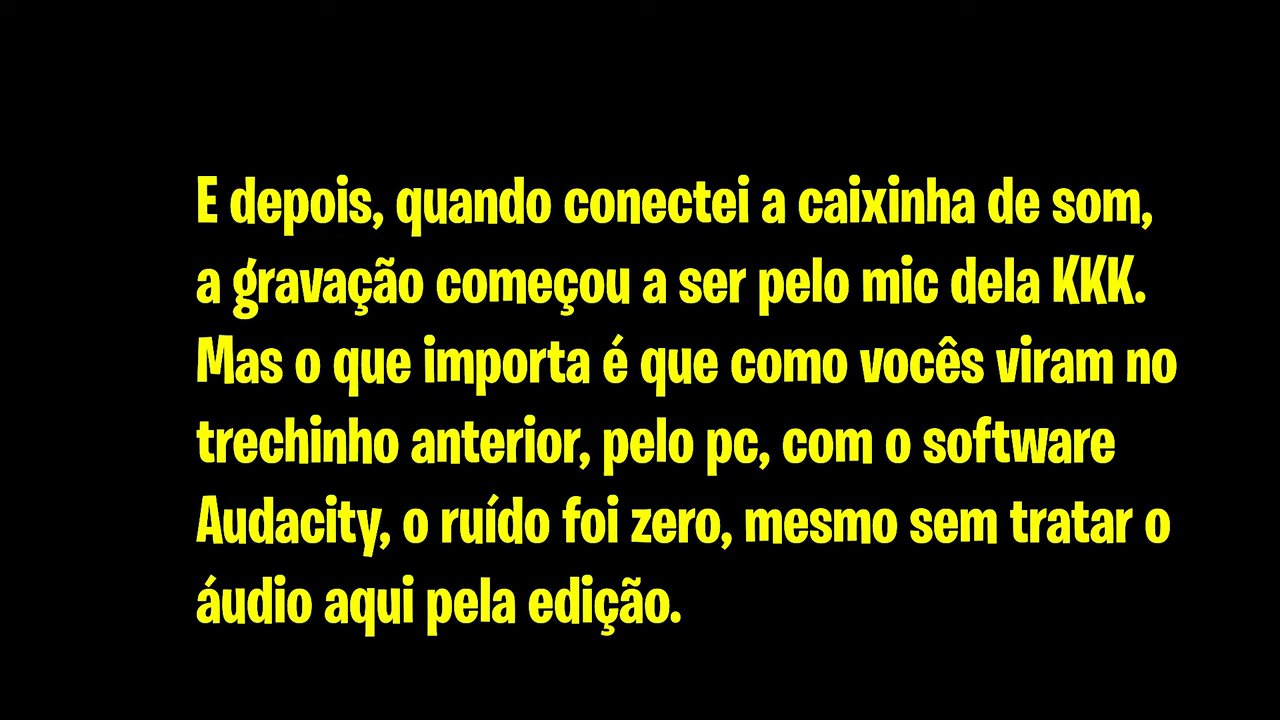 E depois, quando conectei a caixinha de som,
a gravação começou a ser pelo mic dela KKK.
Mas o que importa é que como vocês viram no
trechinho anterior, pelo pc, com o software
Audacity, o ruído foi zero, mesmo sem tratar o
áudio aqui pela edição.